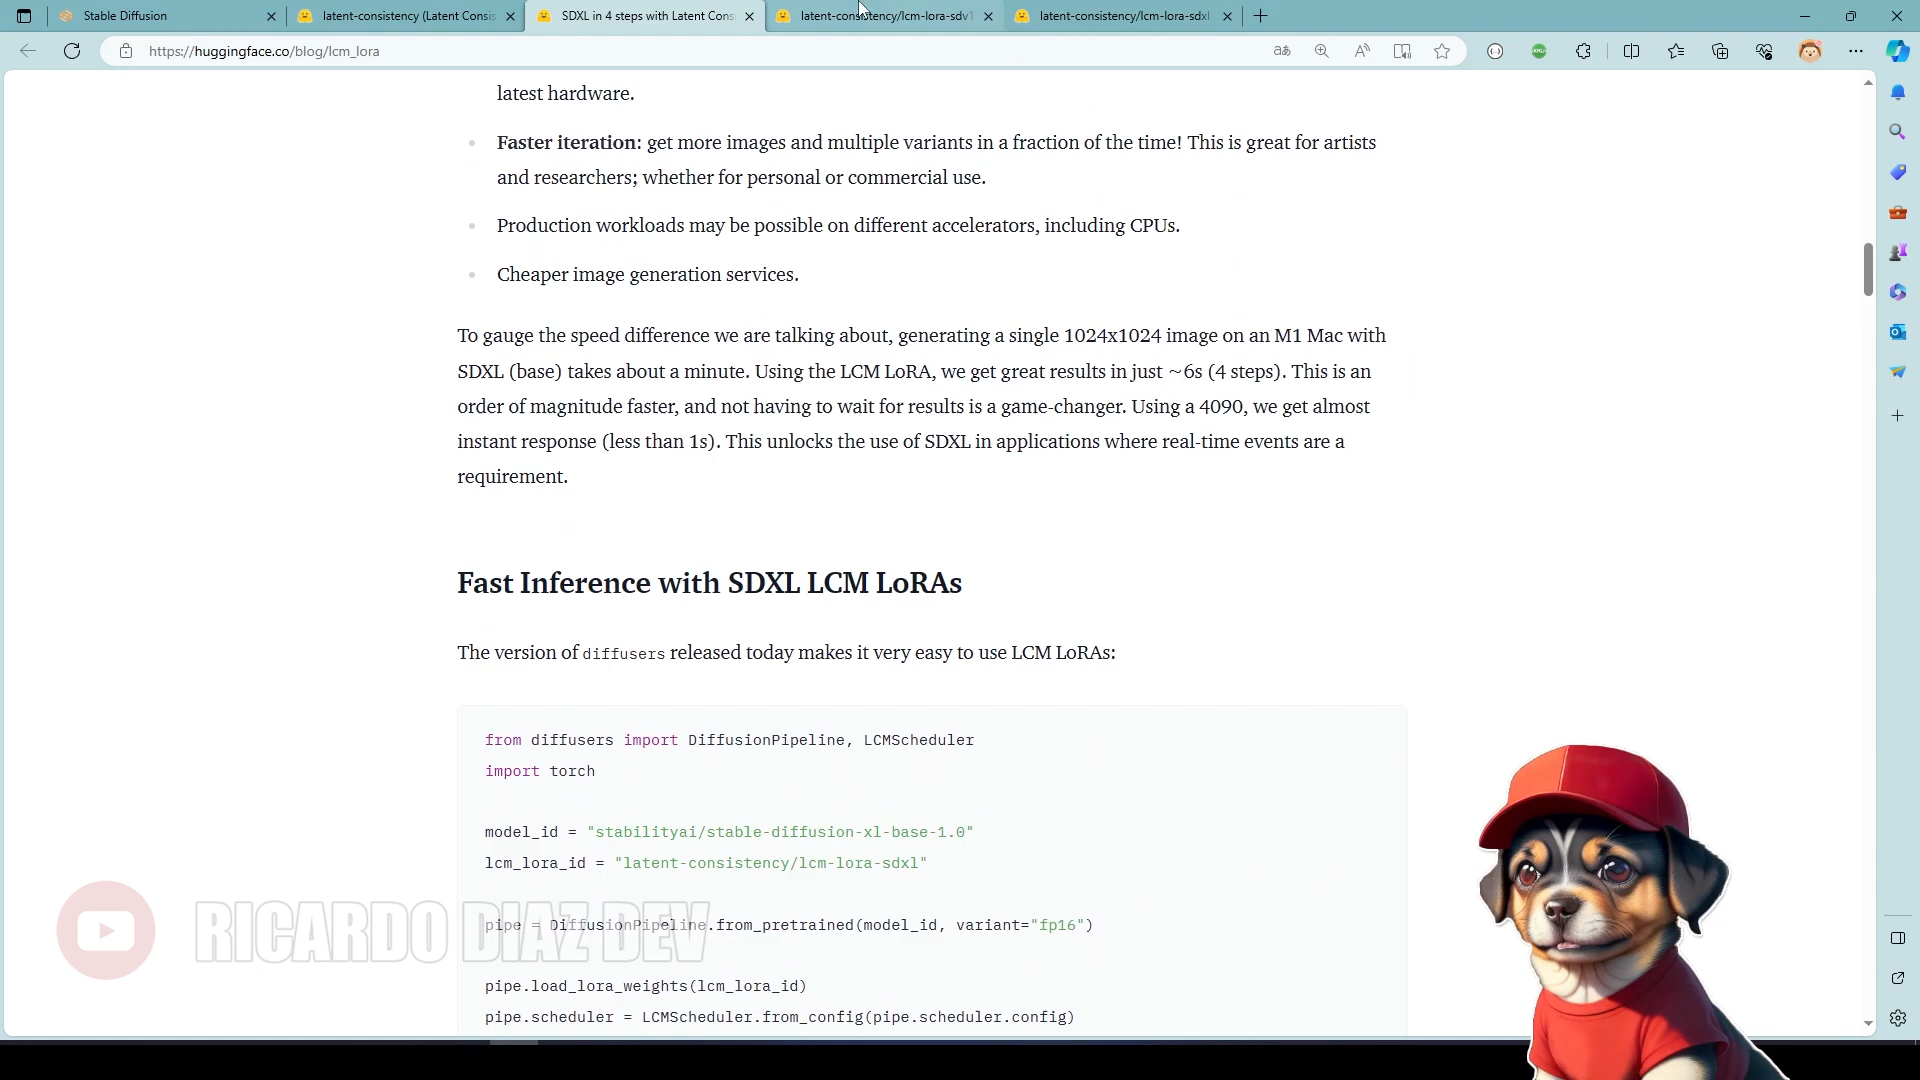 Stable Diffusion
latent-consistency (Latent Consis
SDXL in 4 steps with Latent Cons
latent-consistency/lcm-lora-sdv1
latent-consistency/lcm-lora-sdxl
https://huggingface.co/blog/lcm_lora
latest hardware.
Faster iteration: get more images and multiple variants in a fraction of the time! This is great for artists
and researchers; whether for personal or commercial use.
Production workloads may be possible on different accelerators, including CPUs.
Cheaper image generation services.
To gauge the speed difference we are talking about, generating a single 1024x1024 image on an M1 Mac with
SDXL (base) takes about a minute. Using the LCM LoRA, we get great results in just ~6s (4 steps). This is an
order of magnitude faster, and not having to wait for results is a game-changer. Using a 4090, we get almost
instant response (less than 1s). This unlocks the use of SDXL in applications where real-time events are a
requirement.
Fast Inference with SDXL LCM LoRAs
The version of diffusers released today makes it very easy to use LCM LoRAs:
from diffusers import DiffusionPipeline, LCMScheduler
import torch
model_id = "stabilityai/stable-diffusion-xl-base-1.0"
lcm_lora_id = "latent-consistency/lcm-lora-sdxl"
pipe = DiffusionPipeline.from_pretrained(model_id, variant="fp16")
RICARDO DIAZ DEV
pipe.load_lora_weights(lcm_lora_id)
pipe.scheduler = LCMScheduler.from_config(pipe.scheduler.config)